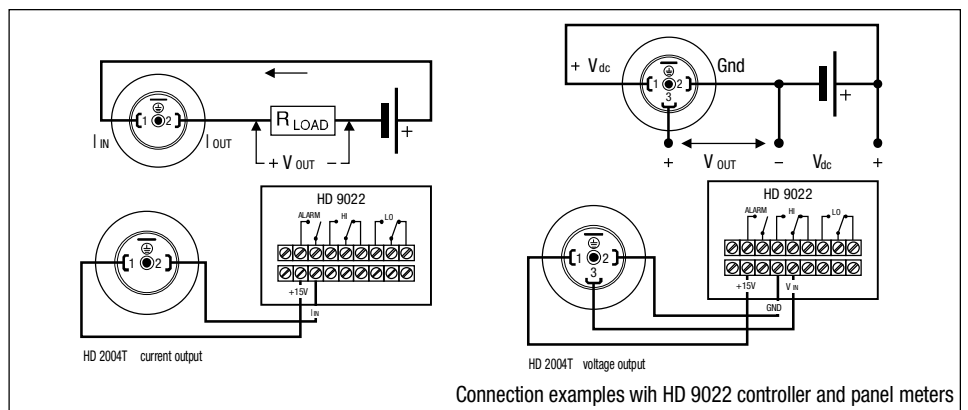 1 2
I IN I OUT
R LOAD
+ V OUT −
+
+ Vdc Gnd
1 2
3
+
+ V OUT − Vdc +
HD 9022
ALARM HI LO
1 2
+15V
I IN
HD 2004T current output
HD 9022
ALARM HI LO
1 2
3
+15V V IN
GND
HD 2004T voltage output
Connection examples wih HD 9022 controller and panel meters